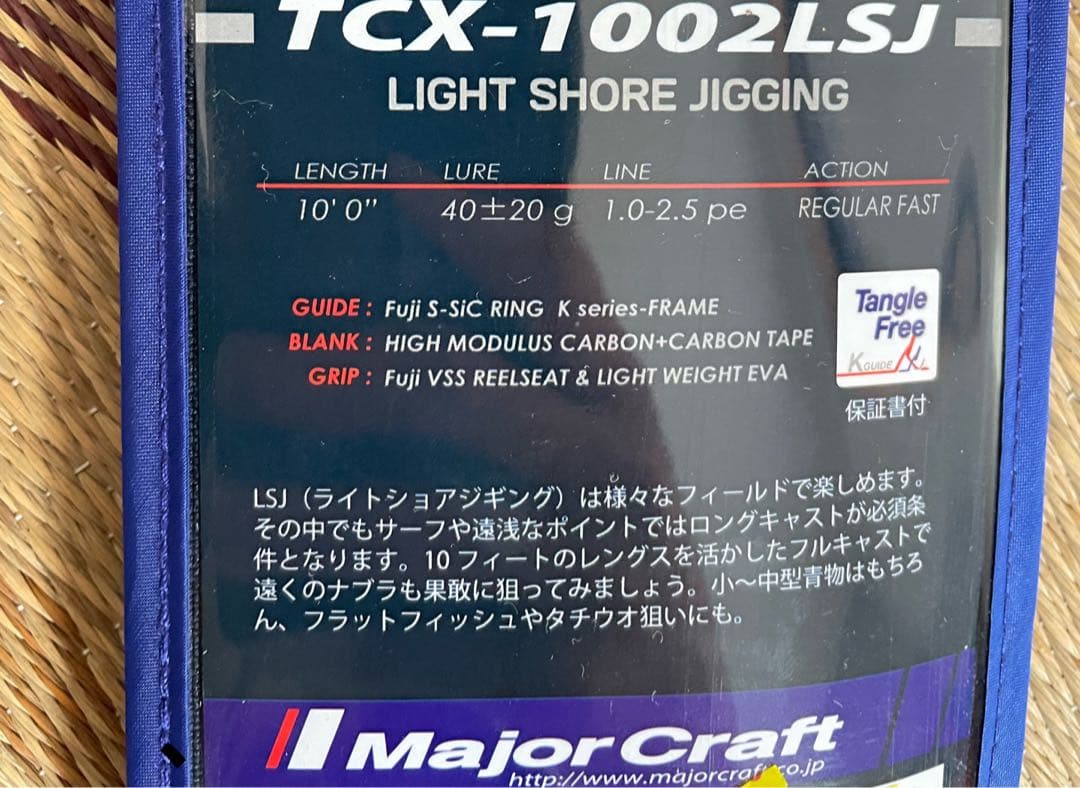 TCX-1002LSJ
LIGHT SHORE JIGGING
LENGTH LURE LINE ACTION
10' 0" 40±20 g 1.0-2.5 pe REGULAR FAST
GUIDE : Fuji S-SiC RING K series-FRAME
BLANK : HIGH MODULUS CARBON+CARBON TAPE
GRIP : Fuji VSS REELSEAT & LIGHT WEIGHT EVA
Tangle
Free
K GUIDE
保証書付
LSJ（ライトショアジギング）は様々なフィールドで楽しめます。
その中でもサーフや遠浅なポイントではロングキャストが必須条
件となります。10 フィートのレングスを活かしたフルキャストで
遠くのナブラも果敢に狙ってみましょう。小～中型青物はもちろ
ん、フラットフィッシュやタチウオ狙いにも。
Major Craft
http://www.majorcraft.co.jp